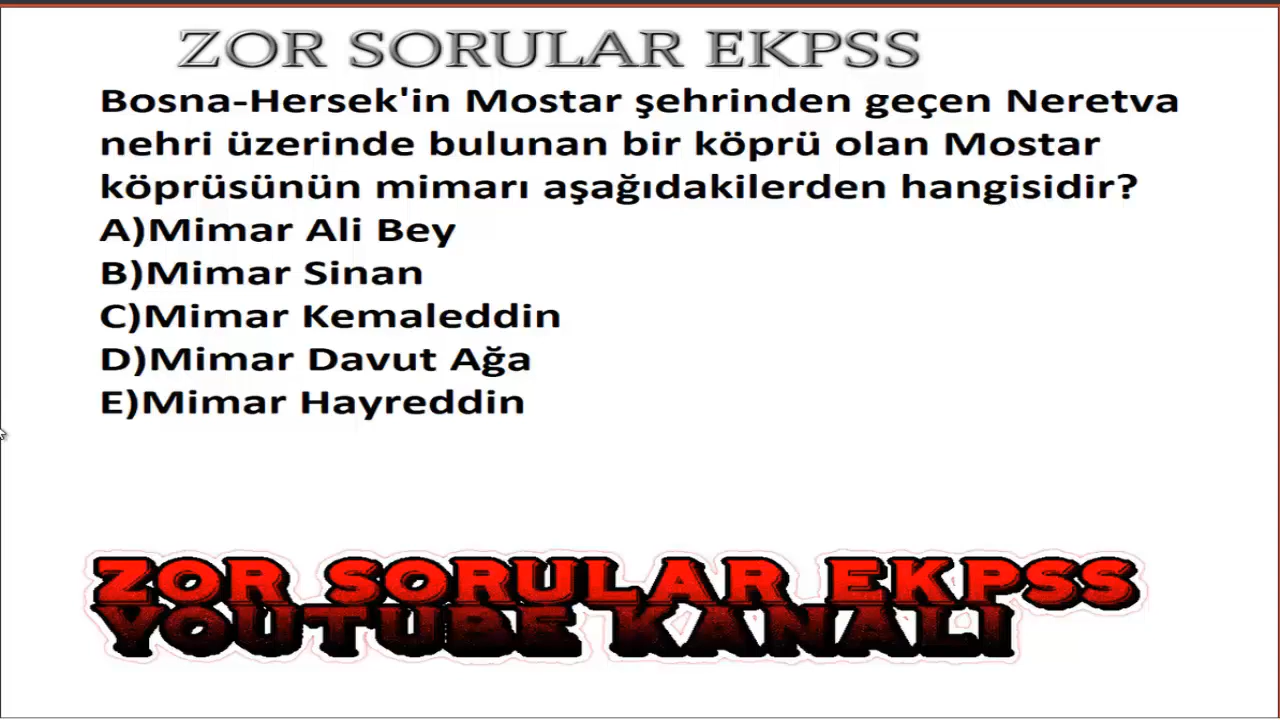 ZOR SORULAR EKPSS
Bosna-Hersek'in Mostar şehrinden geçen Neretva
nehri üzerinde bulunan bir köprü olan Mostar
köprüsünün mimarı aşağıdakilerden hangisidir?
A)Mimar Ali Bey
B)Mimar Sinan
C)Mimar Kemaleddin
D)Mimar Davut Ağa
E)Mimar Hayreddin
ZOR SORULAR EKPSS
YOUTUBE KANALI